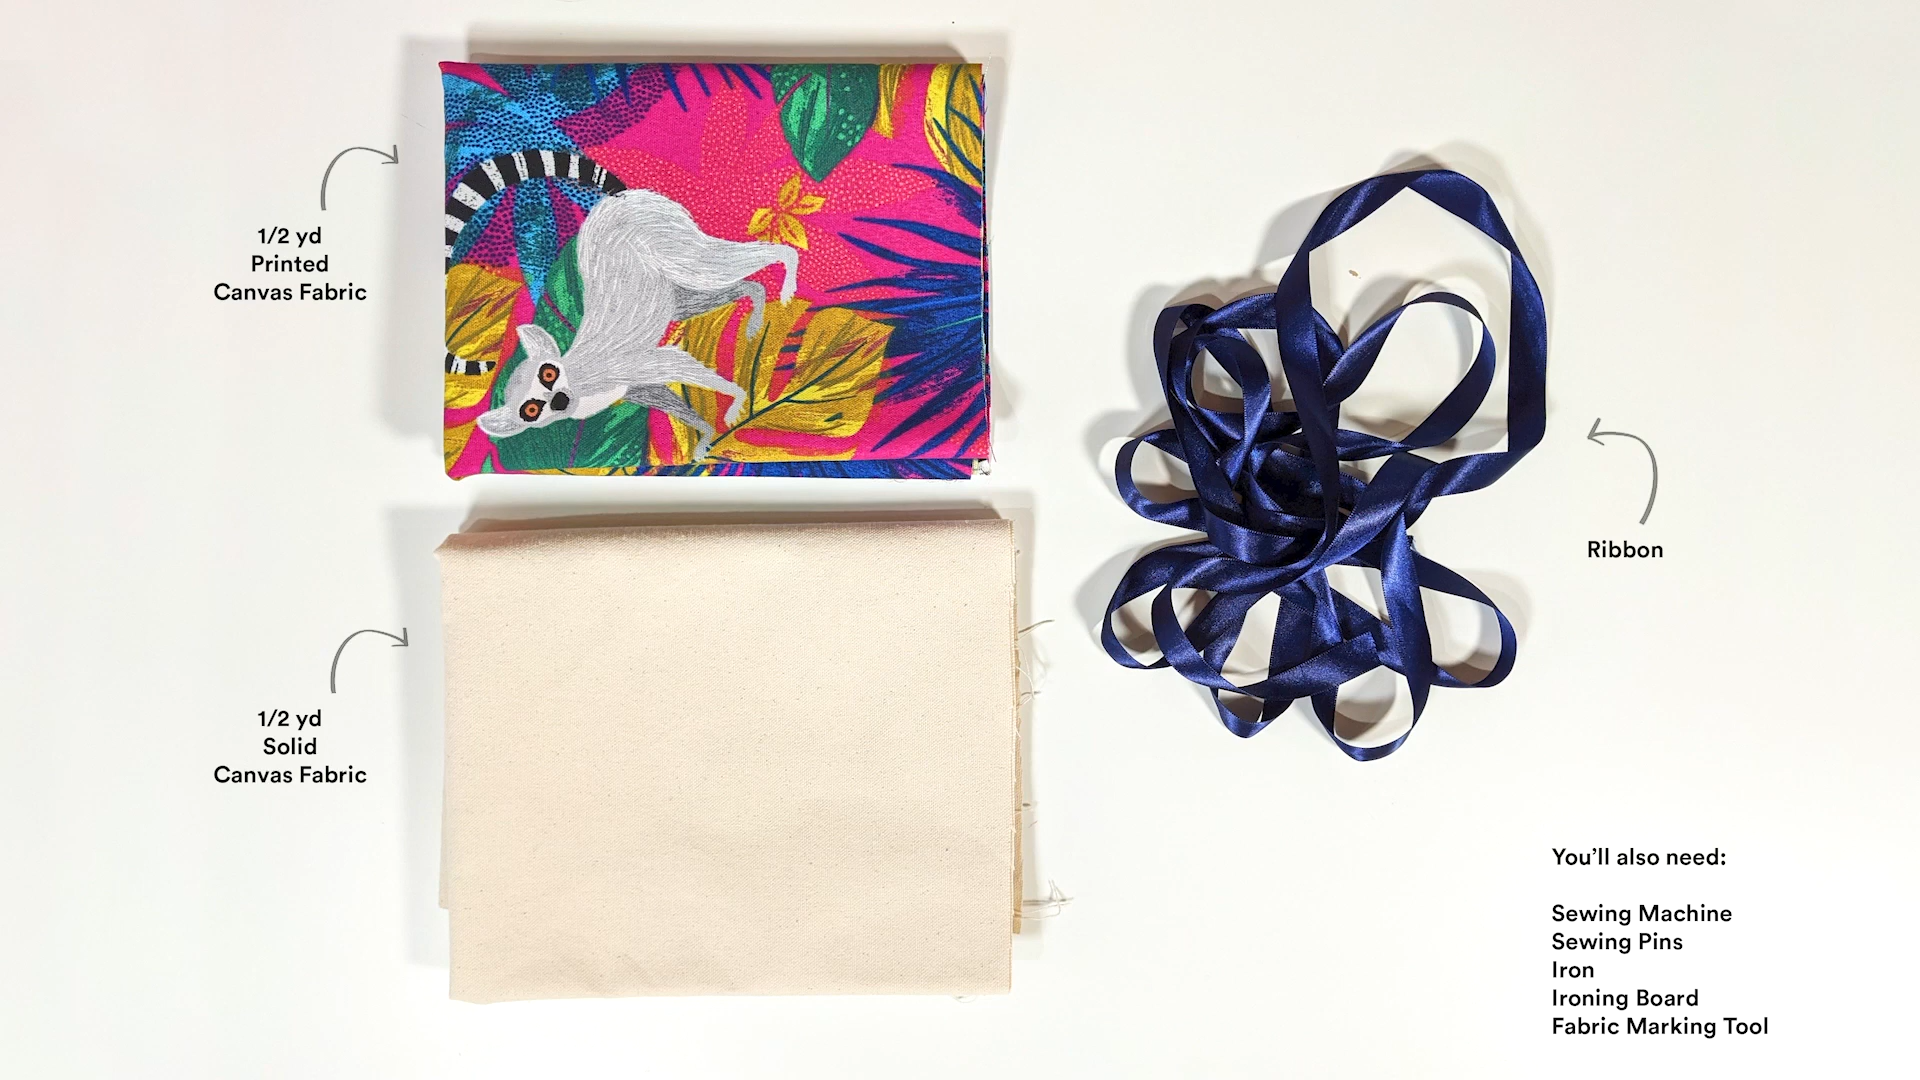 1/2 yd
Printed
Canvas Fabric
1/2 yd
Solid
Canvas Fabric
Ribbon
You’ll also need:
Sewing Machine
Sewing Pins
Iron
Ironing Board
Fabric Marking Tool